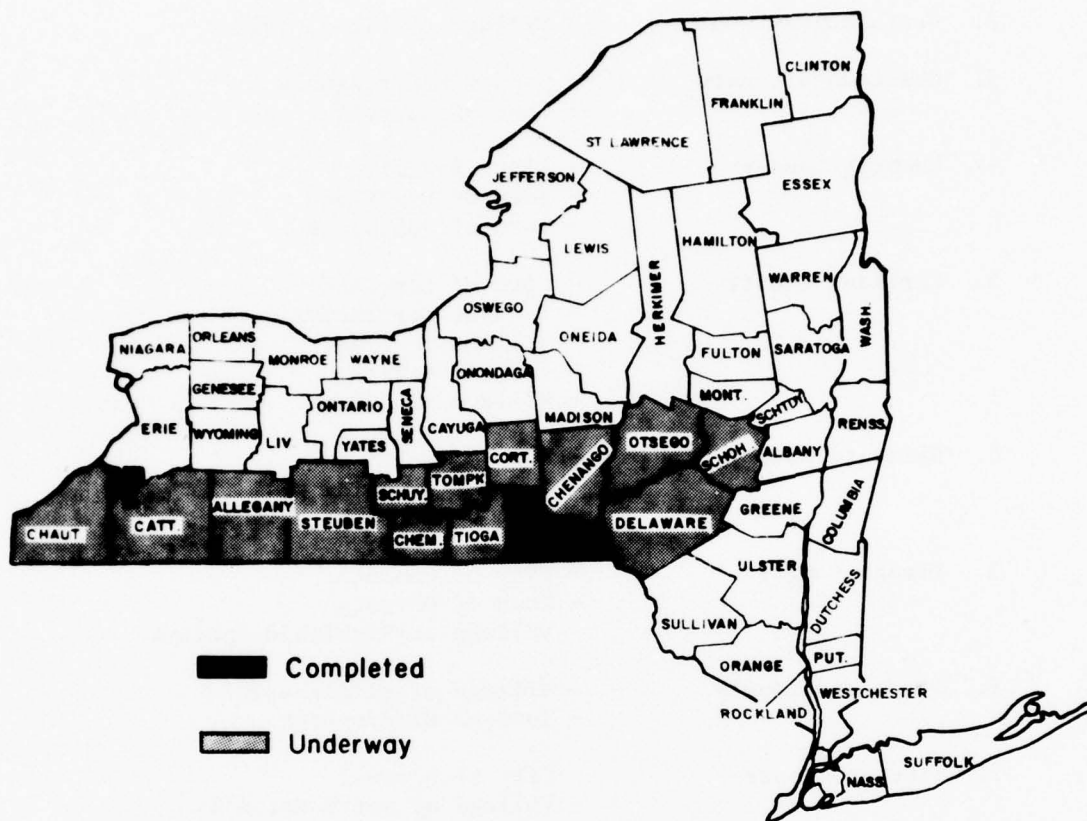 CLINTON
FRANKLIN
ST LAWRENCE
JEFFERSON
ESSEX
LEWIS
HAMILTON
HERKIMER
WARREN
WASH.
OSWEGO
ONEIDA
NIAGARA
ORLEANS
MONROE
WAYNE
FULTON
SARATOGA
GENESEE
ONONDAGA
MONT.
ONTARIO
SENECA
SCHTDY
ERIE
WYOMING
LIV
YATES
CAYUGA
MADISON
OTSEGO
SCHOH.
ALBANY
RENSS.
CORT.
CHENANGO
TOMPK
SCHUY.
ALLEGANY
GREENE
COLUMBIA
CHAUT
CATT.
STEUBEN
CHEM.
TIOGA
DELAWARE
ULSTER
DUTCHESS
SULLIVAN
ORANGE
PUT.
WESTCHESTER
ROCKLAND
SUFFOLK
NASS.
Completed
Underway